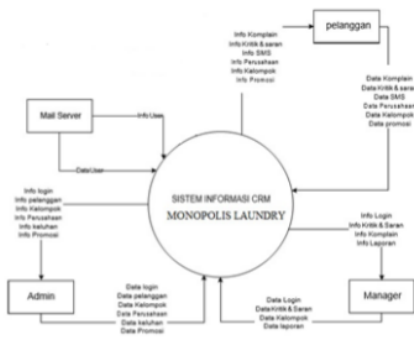 Info Komplain
Info Kritik & saran
Info SMS
Info Perusahaan
Info Kelompok
Info Promosi
pelanggan
Data Komplain
Data Kritik & saran
Data SMS
Data Perusahaan
Data Kelompok
Data promosi
Mail Server
Info User
Data User
SISTEM INFORMASI CRM
MONOPOLIS LAUNDRY
Info login
Info pelanggan
Info Kelompok
Info Perusahaan
Info keluhan
Info Promosi
Info Login
Info Kritik & Saran
Info Komplain
Info Laporan
Admin
Data login
Data pelanggan
Data Kelompok
Data Perusahaan
Data keluhan
Data Promosi
Data Login
Data Kritik & Saran
Data Kelompok
Data laporan
Manager